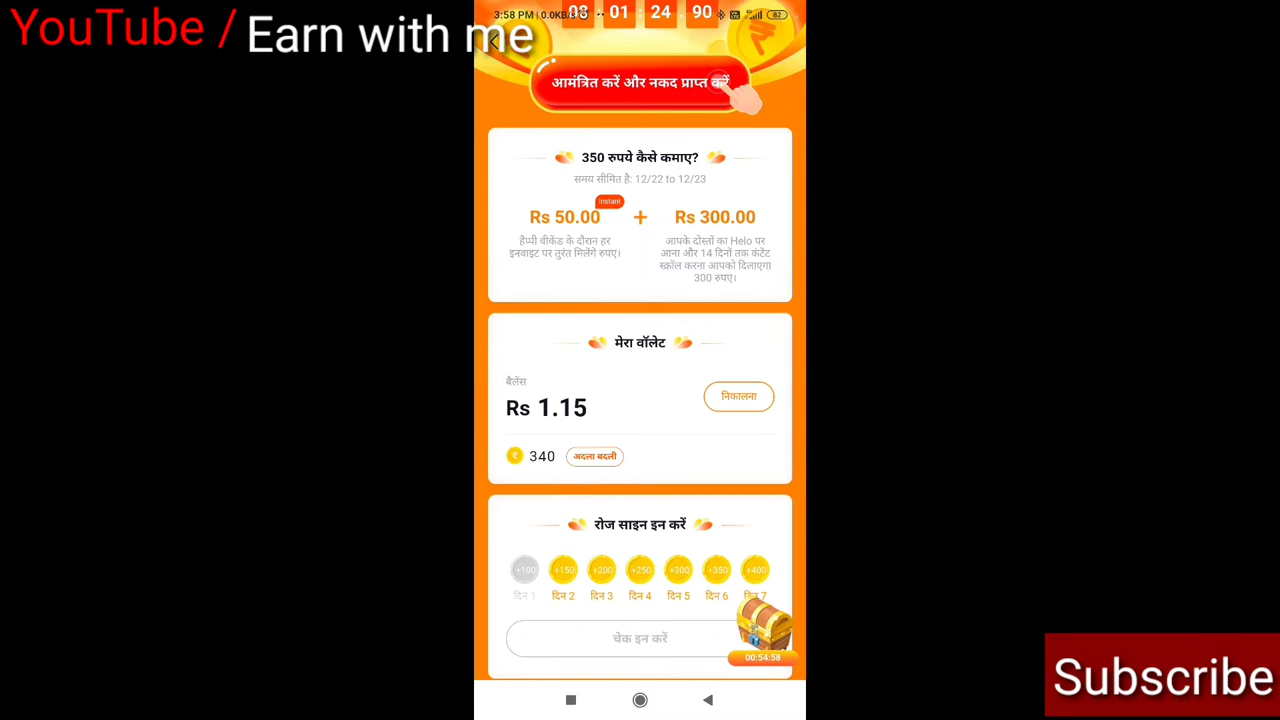 YouTube / Earn with me
3:58 PM | 0.0KB/s
08 : 01 : 24 . 90
82
आमंत्रित करें और नकद प्राप्त करें
350 रुपये कैसे कमाए?
समय सीमित है: 12/22 to 12/23
Instant
Rs 50.00 + Rs 300.00
हैप्पी वीकेंड के दौरान हर
इनवाइट पर तुरंत मिलेंगे रुपए।
आपके दोस्तों का Helo पर
आना और 14 दिनों तक कंटेंट
स्क्रॉल करना आपको दिलाएगा
300 रुपए।
मेरा वॉलेट
बैलेंस
Rs 1.15
निकालना
340 अदला बदली
रोज साइन इन करें
+100 +150 +200 +250 +300 +350 +400
दिन 1 दिन 2 दिन 3 दिन 4 दिन 5 दिन 6 दिन 7
चेक इन करें
00:54:58
Subscribe